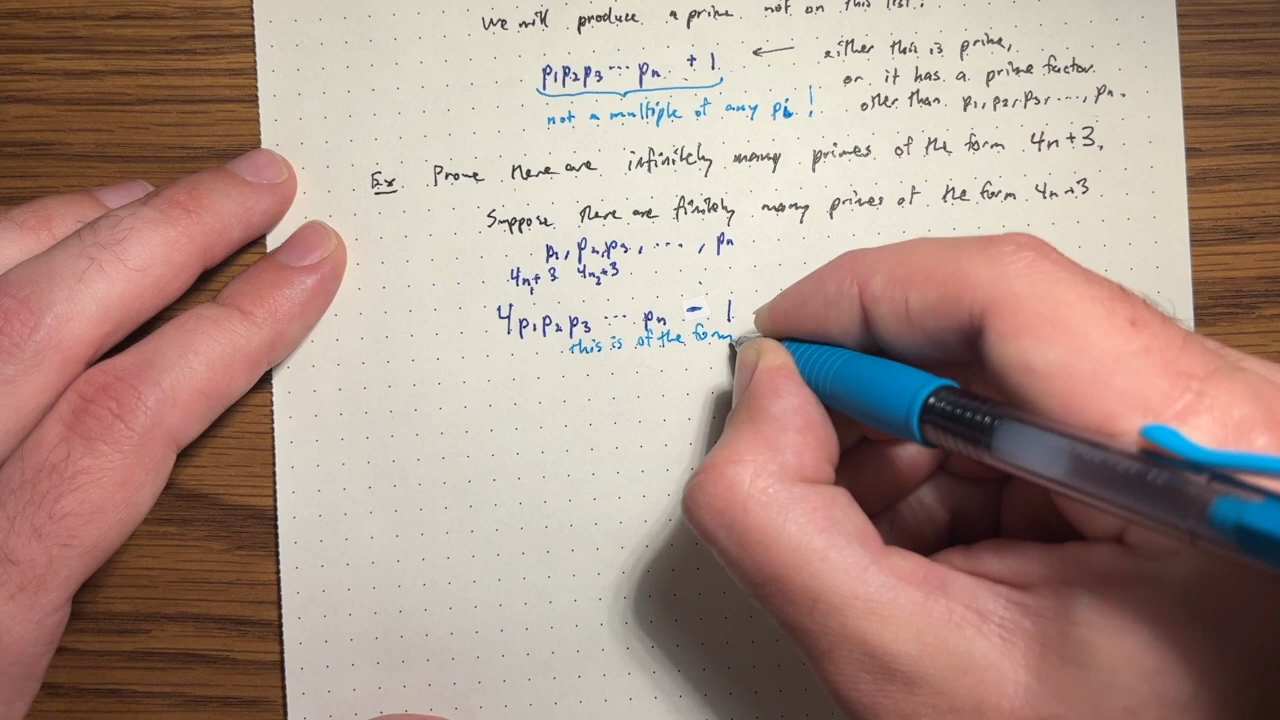 We will produce a prime not on this list.
p₁p₂p₃ ... pₙ + 1 ← either this is prime,
or it has a prime factor
other than p₁, p₂, p₃, ..., pₙ.
not a multiple of any pᵢ!
Ex Prove there are infinitely many primes of the form 4n+3.
Suppose there are finitely many primes of the form 4n+3
p₁, p₂, p₃, ..., pₙ
4n₁+3 4n₂+3
4p₁p₂p₃ ... pₙ - 1
this is of the form